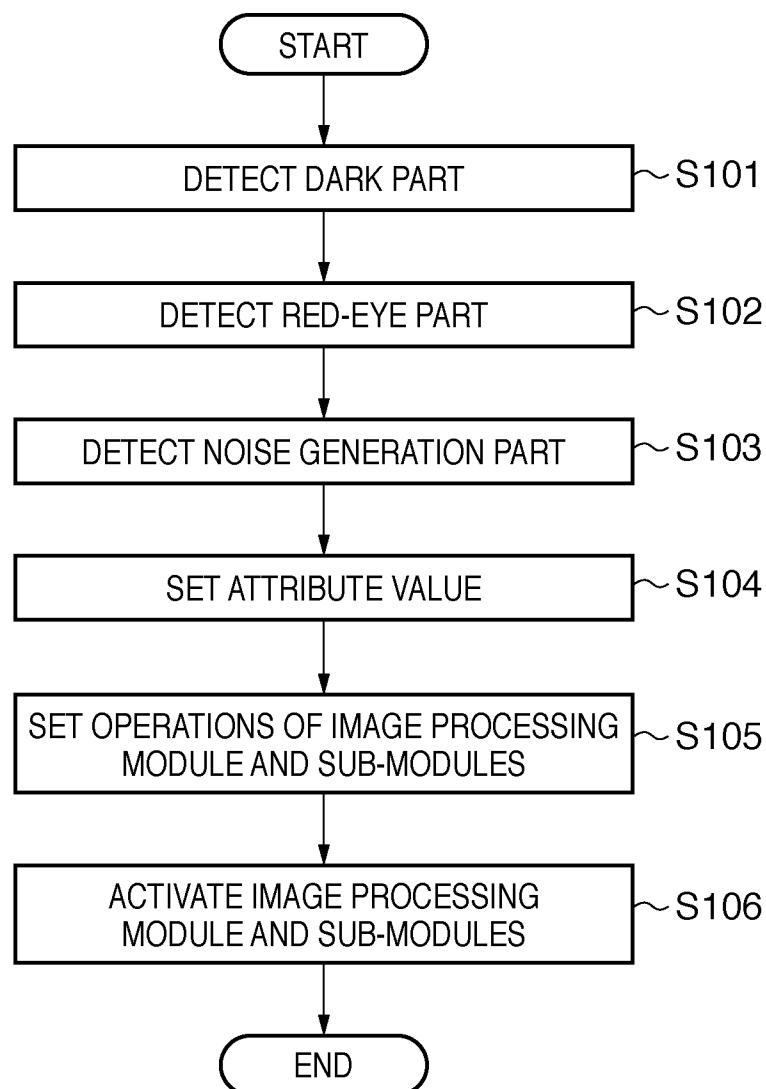 START
DETECT DARK PART
S101
DETECT RED-EYE PART
S102
DETECT NOISE GENERATION PART
S103
SET ATTRIBUTE VALUE
S104
SET OPERATIONS OF IMAGE PROCESSING
MODULE AND SUB-MODULES
S105
ACTIVATE IMAGE PROCESSING
MODULE AND SUB-MODULES
S106
END